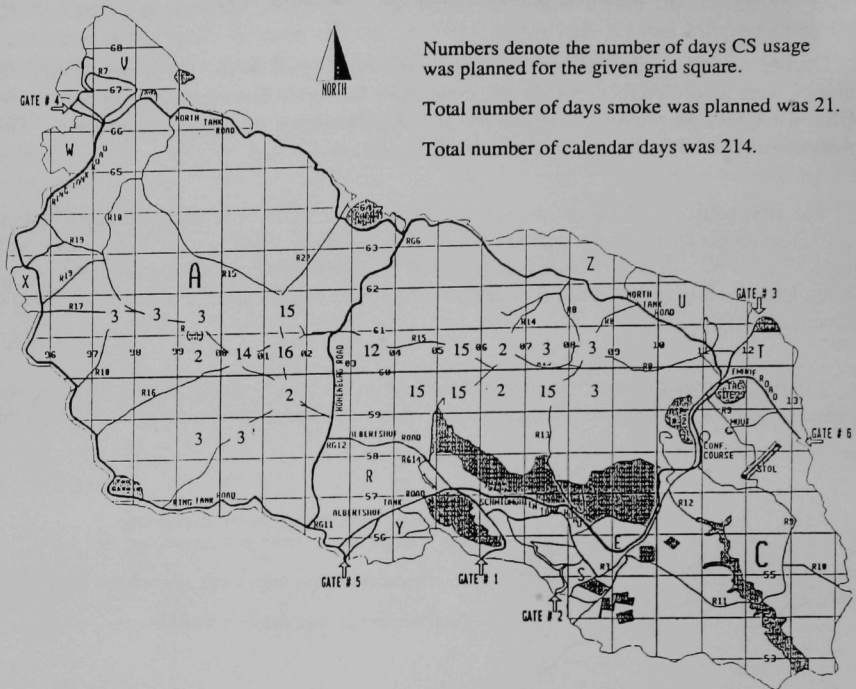 Numbers denote the number of days CS usage
was planned for the given grid square.
Total number of days smoke was planned was 21.
Total number of calendar days was 214.
NORTH
68
V
R7
67
GATE # 4
NORTH TANK ROAD
66
W
RING TANK ROAD
65
R18
R19
R19
63
RG6
R22
A
R15
X
Z
U
NORTH TANK ROAD
GATE # 3
R17
3 3 3 15
R14 R8
61
T
96 97 98 99 00 01 02 03 04 05 06 07 08 09 10 11 12 13
2 14 16 12 15 2 3 3
R15
60
R18
R16
2
15 15 2 15 3
HOHENFELS ROAD
59
R9
GATE # 6
3 3
RG12
ALBERTSHOF ROAD
58
RG14
R13
CONF.
COURSE
STOL
R
57
RING TANK ROAD
ALBERTSHOF TANK ROAD
R12
RG11
Y
56
E
C
R9
S
R3
55
R10
R11
GATE # 5
GATE # 1
GATE # 2
53